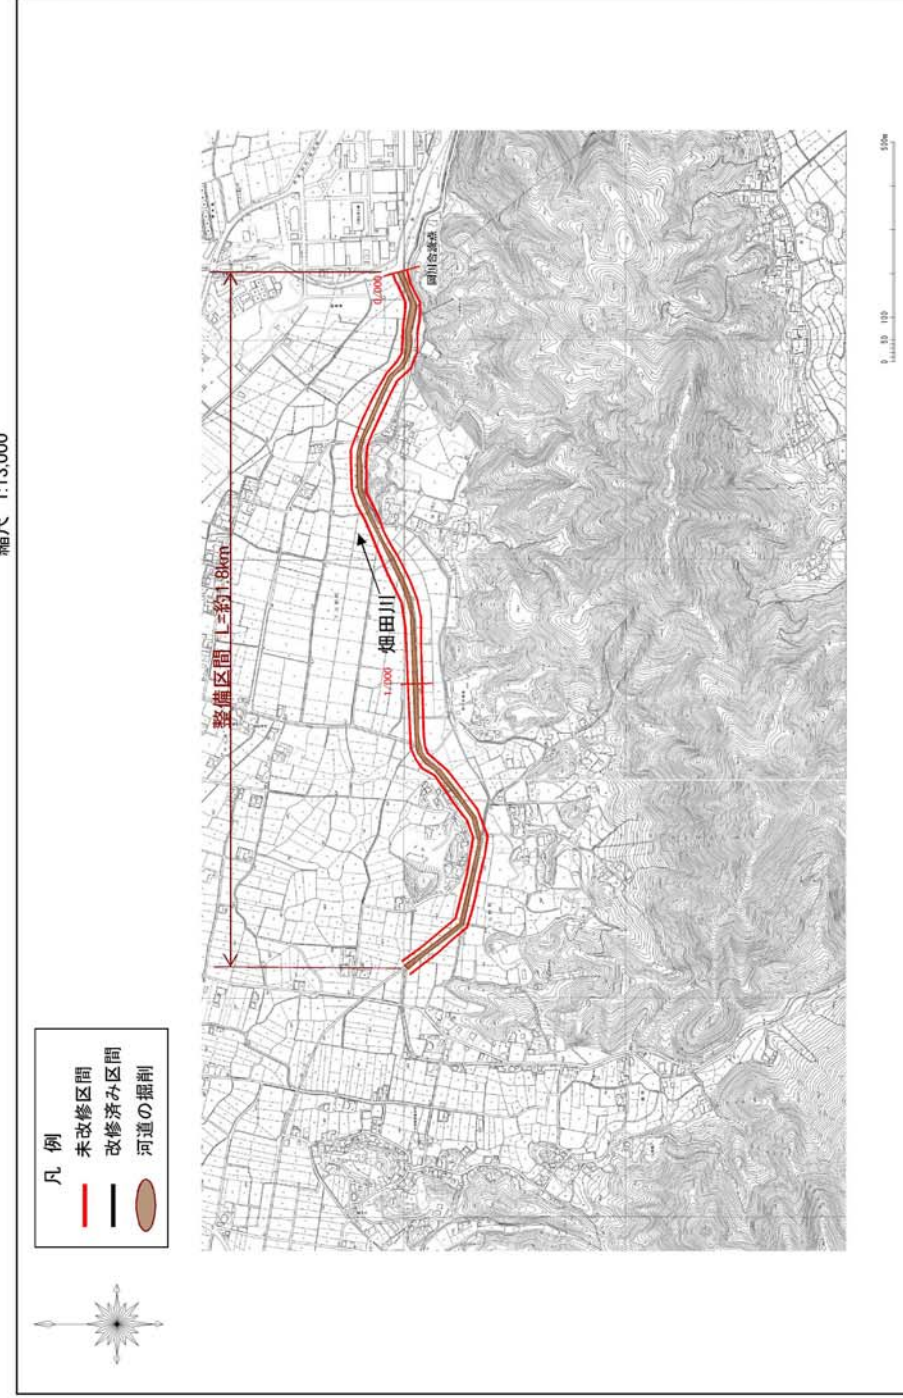 縮尺 1:13,000
凡 例
未改修区間
改修済み区間
河道の掘削
整備区間 L=約1.8km
畑田川
1/000
0/000
0 50 100
500m